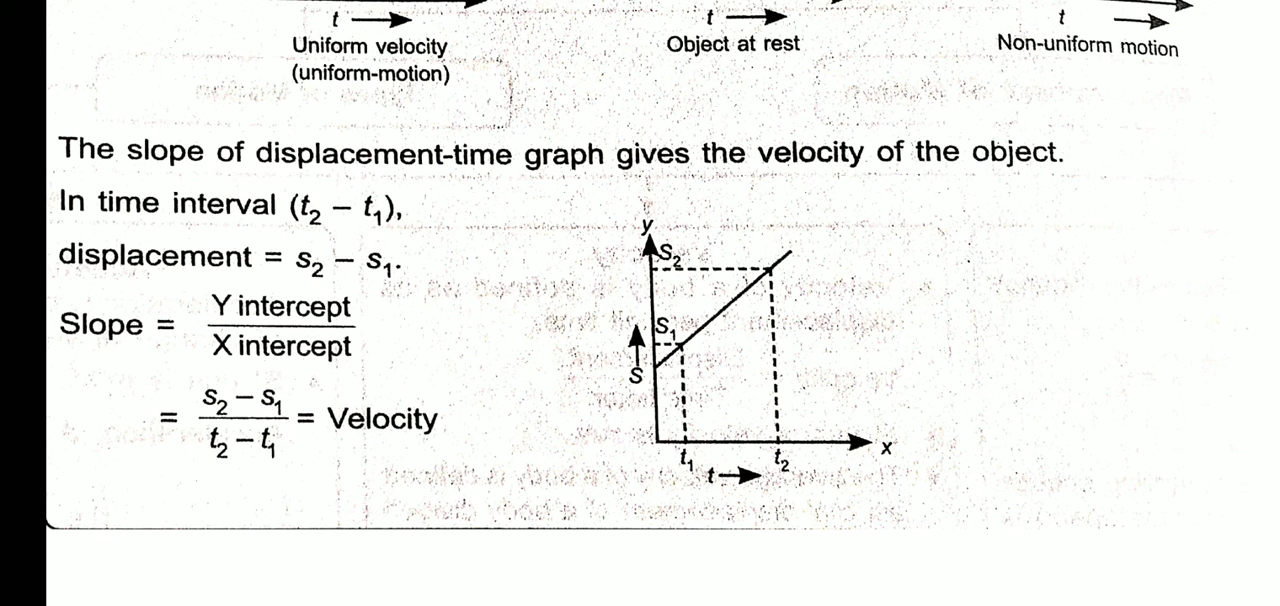 t
t
t
Uniform velocity
(uniform-motion)
Object at rest
Non-uniform motion
The slope of displacement-time graph gives the velocity of the object.
In time interval (t₂ − t₁),
displacement = s₂ − s₁.
Slope = Y intercept / X intercept
= s₂ − s₁ / t₂ − t₁ = Velocity
y
S₂
S₁
S
x
t₁
t₂
t